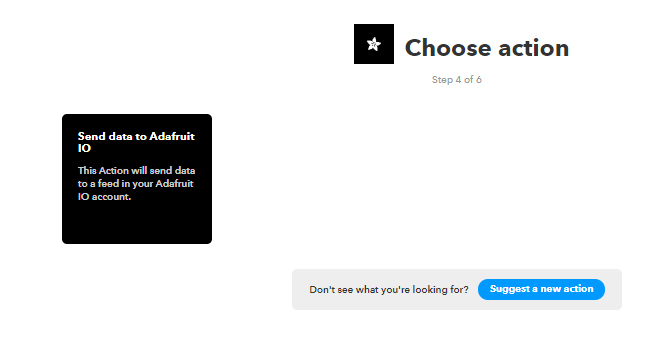 Choose action
Step 4 of 6
Send data to Adafruit
IO
This Action will send data
to a feed in your Adafruit
IO account.
Don't see what you're looking for?
Suggest a new action